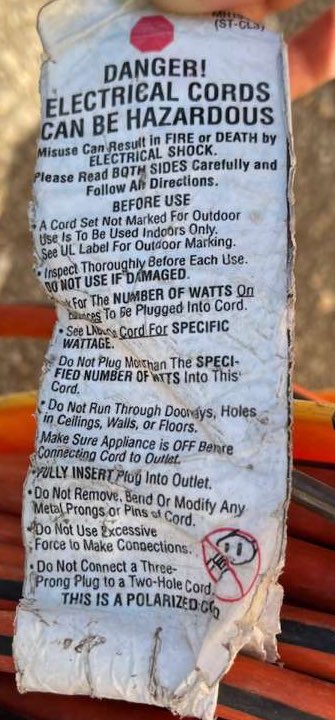 (ST-CLS)
DANGER!
ELECTRICAL CORDS
CAN BE HAZARDOUS
Misuse Can Result in FIRE or DEATH by
ELECTRICAL SHOCK.
Please Read BOTH SIDES Carefully and
Follow All Directions.
BEFORE USE
A Cord Set Not Marked For Outdoor
Use Is To Be Used Indoors Only.
See UL Label For Outdoor Marking.
• Inspect Thoroughly Before Each Use.
DO NOT USE IF DAMAGED.
For The NUMBER OF WATTS On
To Be Plugged Into Cord.
• See Cord For SPECIFIC
WATTAGE.
Do Not Plug More than The SPECI-
FIED NUMBER OF WATTS Into This
Cord.
• Do Not Run Through Doorways, Holes
in Ceilings, Walls, or Floors.
Make Sure Appliance is OFF Before
Connecting Cord to Outlet.
FULLY INSERT Plug Into Outlet.
• Do Not Remove, Bend Or Modify Any
Metal Prongs or Pins of Cord.
Do Not Use Excessive
Force to Make Connections.
• Do Not Connect a Three-
Prong Plug to a Two-Hole Cord.
THIS IS A POLARIZED